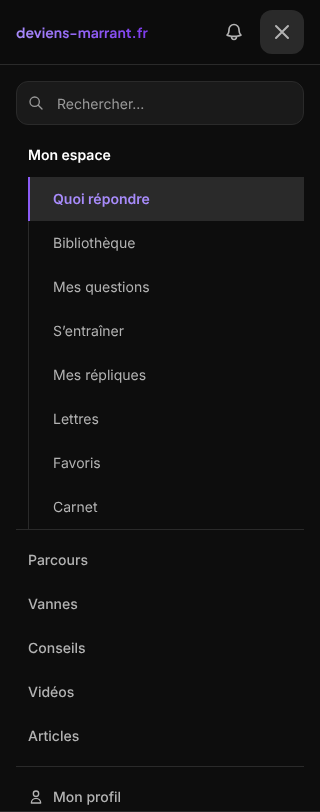 deviens-marrant.fr
Rechercher...
Mon espace
Quoi répondre
Bibliothèque
Mes questions
S’entraîner
Mes répliques
Lettres
Favoris
Carnet
Parcours
Vannes
Conseils
Vidéos
Articles
Mon profil